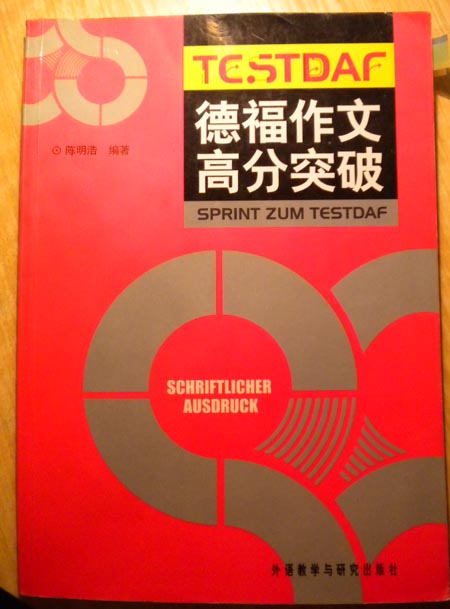 TESTDAF
德福作文
高分突破
SPRINT ZUM TESTDAF
陈明浩 编著
SCHRIFTLICHER
AUSDRUCK
外语教学与研究出版社